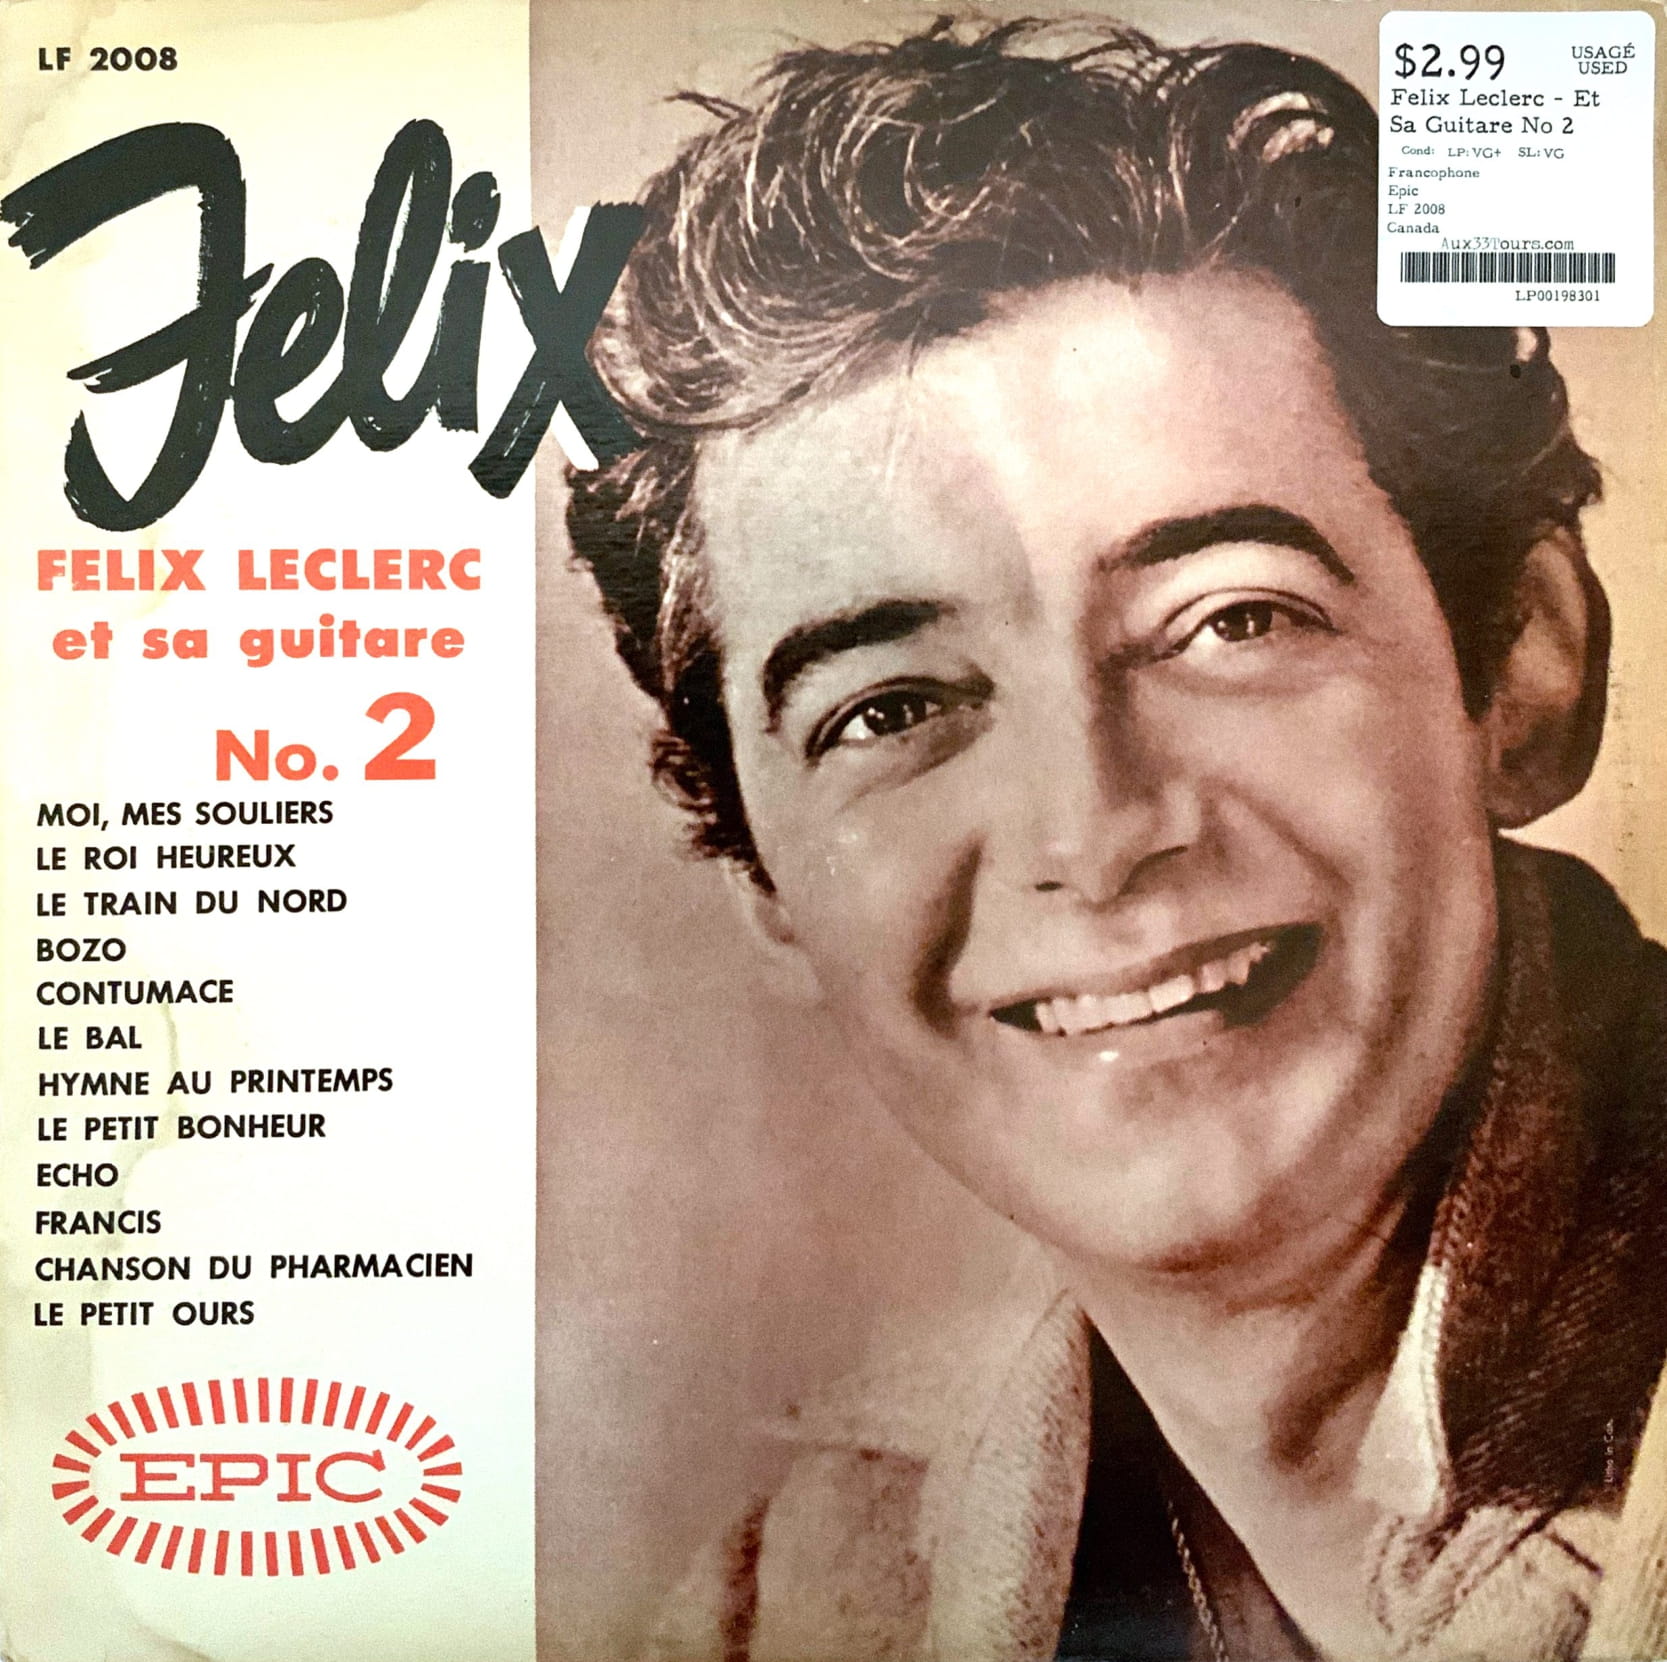 LF 2008
Felix
FELIX LECLERC
et sa guitare
No. 2
MOI, MES SOULIERS
LE ROI HEUREUX
LE TRAIN DU NORD
BOZO
CONTUMACE
LE BAL
HYMNE AU PRINTEMPS
LE PETIT BONHEUR
ECHO
FRANCIS
CHANSON DU PHARMACIEN
LE PETIT OURS
EPIC
$2.99 USAGÉ
USED
Felix Leclerc - Et
Sa Guitare No 2
Cond: LP: VG+ SL: VG
Francophone
Epic
LF 2008
Canada
Aux33Tours.com
LP00198301
Litho in Can.